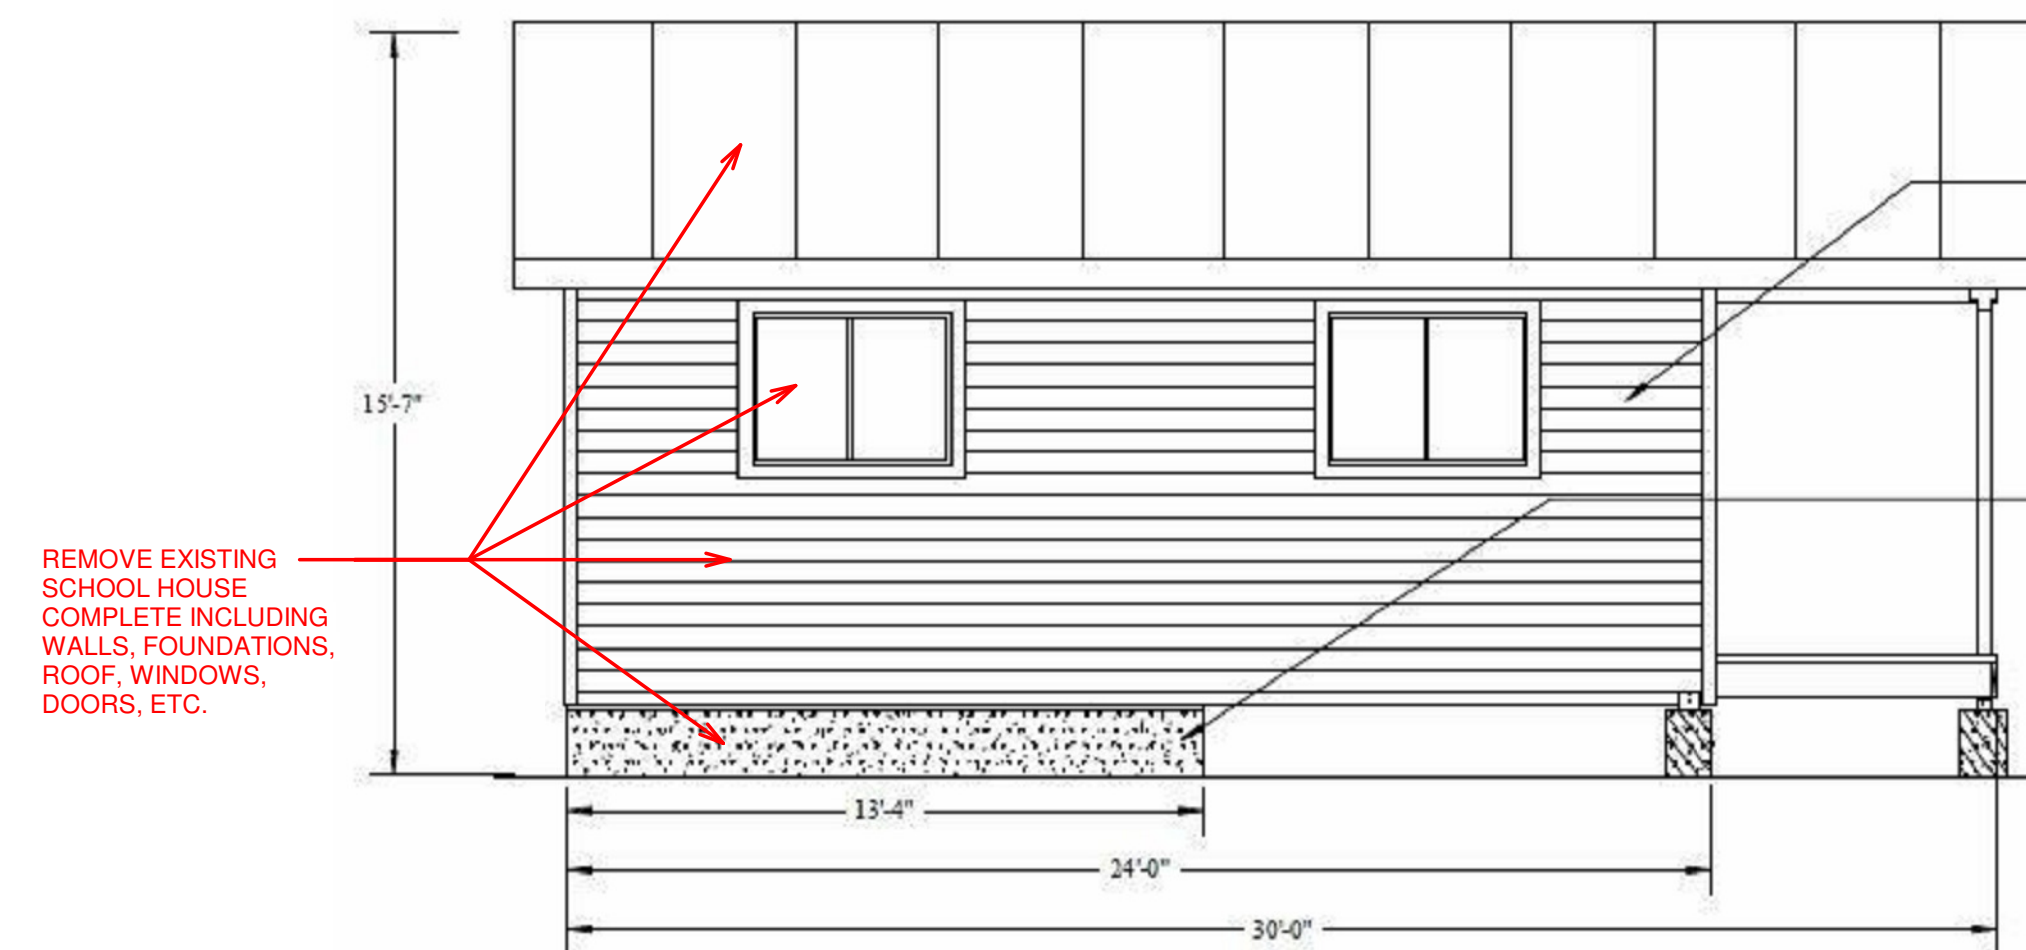 15'-7"
REMOVE EXISTING
SCHOOL HOUSE
COMPLETE INCLUDING
WALLS, FOUNDATIONS,
ROOF, WINDOWS,
DOORS, ETC.
13'-4"
24'-0"
30'-0"